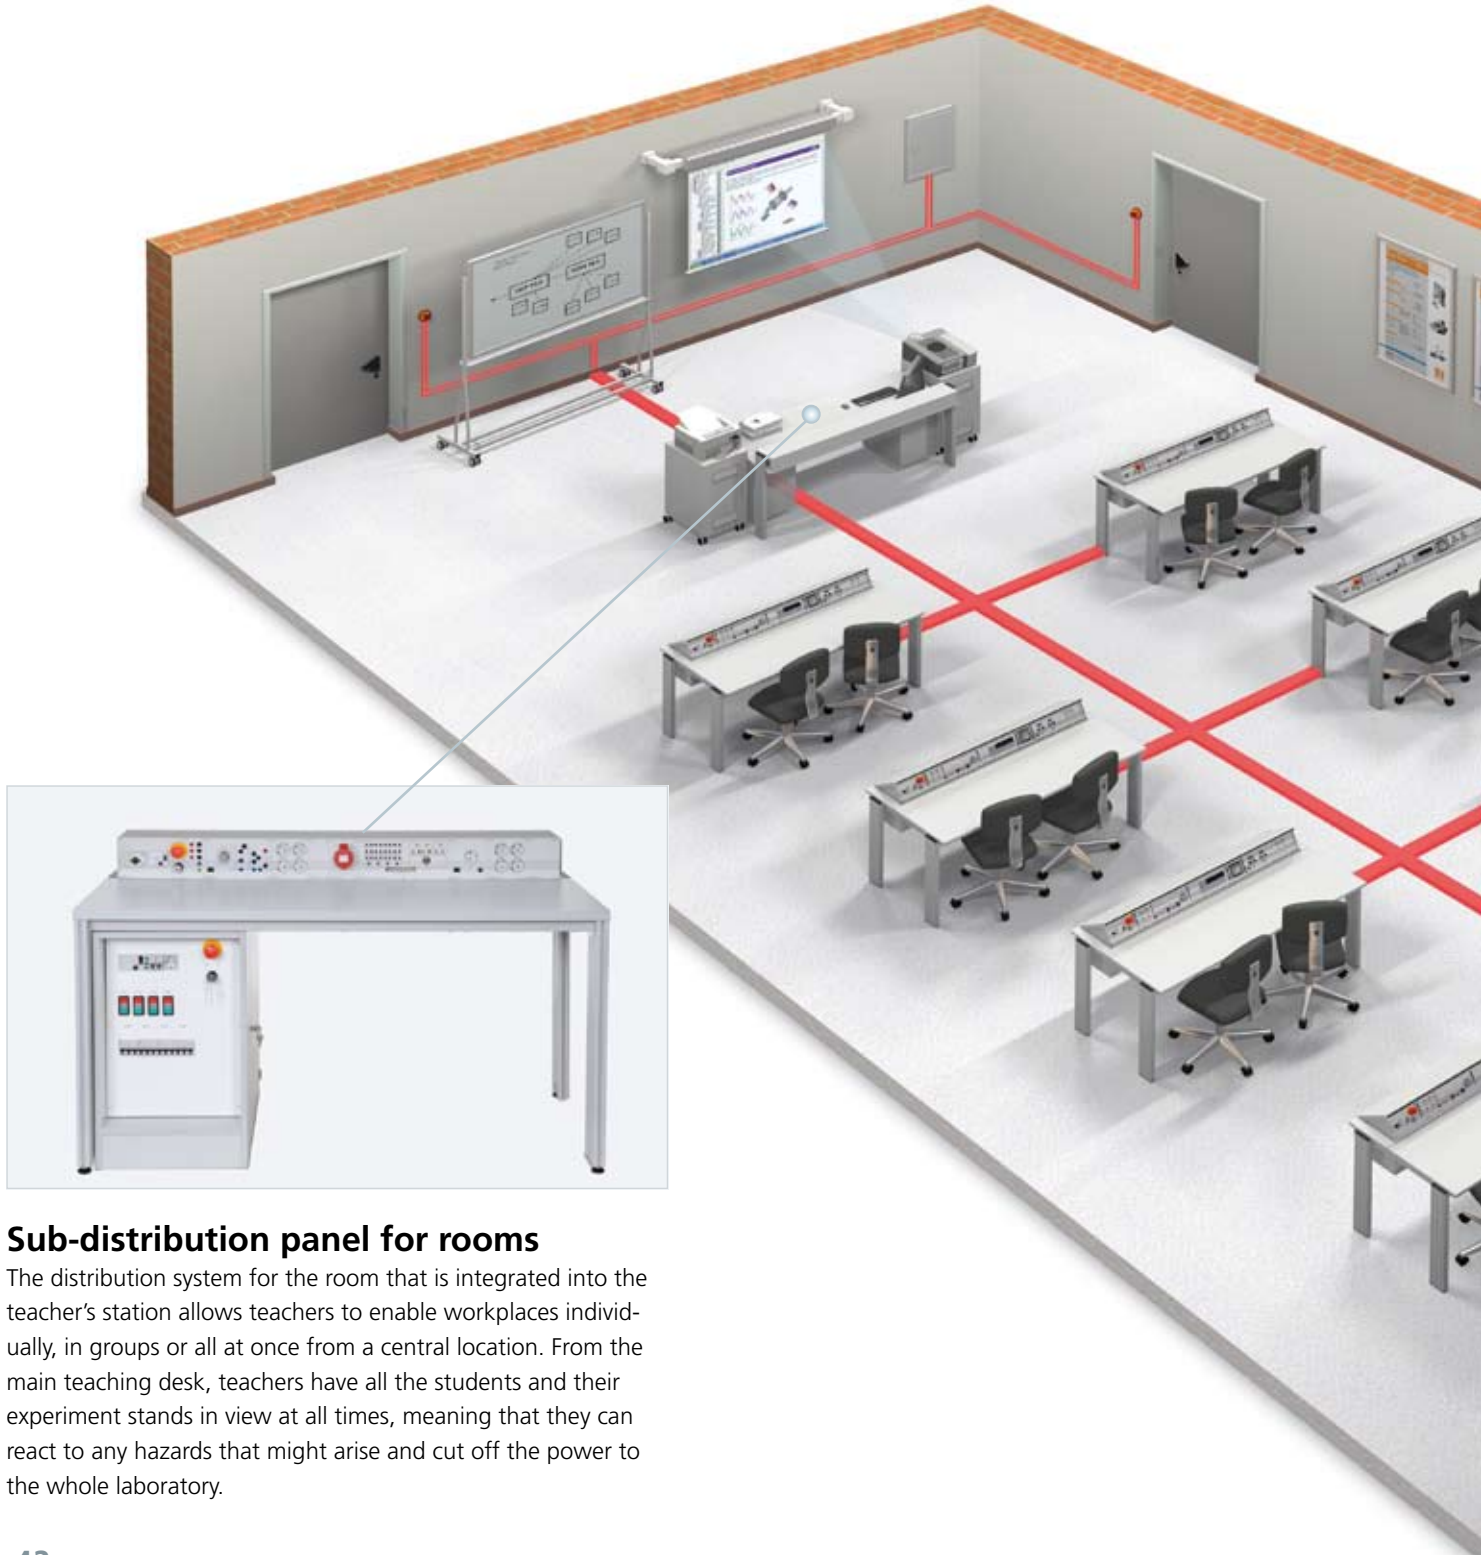 Sub-distribution panel for rooms
The distribution system for the room that is integrated into the
teacher’s station allows teachers to enable workplaces individ-
ually, in groups or all at once from a central location. From the
main teaching desk, teachers have all the students and their
experiment stands in view at all times, meaning that they can
react to any hazards that might arise and cut off the power to
the whole laboratory.